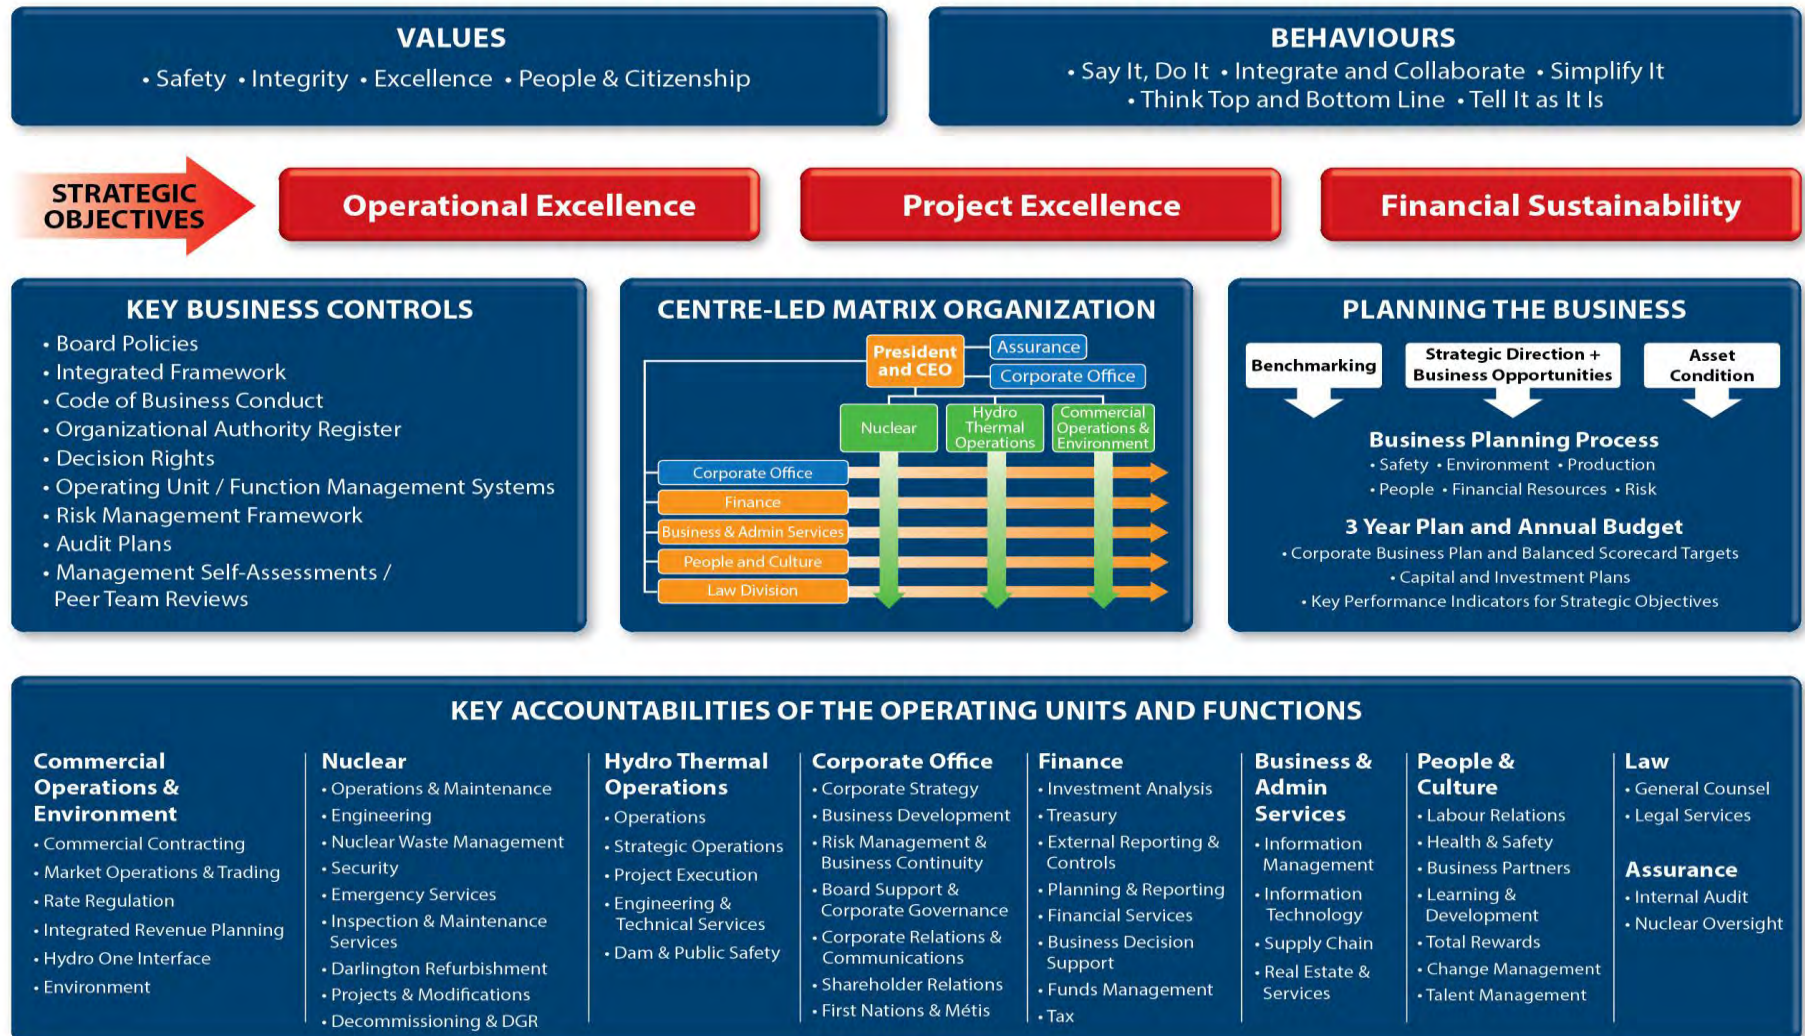 VALUES
• Safety • Integrity • Excellence • People & Citizenship
BEHAVIOURS
• Say It, Do It • Integrate and Collaborate • Simplify It
• Think Top and Bottom Line • Tell It as It Is
STRATEGIC
OBJECTIVES
Operational Excellence
Project Excellence
Financial Sustainability
KEY BUSINESS CONTROLS
• Board Policies
• Integrated Framework
• Code of Business Conduct
• Organizational Authority Register
• Decision Rights
• Operating Unit / Function Management Systems
• Risk Management Framework
• Audit Plans
• Management Self-Assessments /
Peer Team Reviews
CENTRE-LED MATRIX ORGANIZATION
President
and CEO
Assurance
Corporate Office
Nuclear
Hydro
Thermal
Operations
Commercial
Operations &
Environment
Corporate Office
Finance
Business & Admin Services
People and Culture
Law Division
PLANNING THE BUSINESS
Benchmarking
Strategic Direction +
Business Opportunities
Asset
Condition
Business Planning Process
• Safety • Environment • Production
• People • Financial Resources • Risk
3 Year Plan and Annual Budget
• Corporate Business Plan and Balanced Scorecard Targets
• Capital and Investment Plans
• Key Performance Indicators for Strategic Objectives
KEY ACCOUNTABILITIES OF THE OPERATING UNITS AND FUNCTIONS
Commercial
Operations &
Environment
• Commercial Contracting
• Market Operations & Trading
• Rate Regulation
• Integrated Revenue Planning
• Hydro One Interface
• Environment
Nuclear
• Operations & Maintenance
• Engineering
• Nuclear Waste Management
• Security
• Emergency Services
• Inspection & Maintenance
Services
• Darlington Refurbishment
• Projects & Modifications
• Decommissioning & DGR
Hydro Thermal
Operations
• Operations
• Strategic Operations
• Project Execution
• Engineering &
Technical Services
• Dam & Public Safety
Corporate Office
• Corporate Strategy
• Business Development
• Risk Management &
Business Continuity
• Board Support &
Corporate Governance
• Corporate Relations &
Communications
• Shareholder Relations
• First Nations & Métis
Finance
• Investment Analysis
• Treasury
• External Reporting &
Controls
• Planning & Reporting
• Financial Services
• Business Decision
Support
• Funds Management
• Tax
Business &
Admin
Services
• Information
Management
• Information
Technology
• Supply Chain
• Real Estate &
Services
People &
Culture
• Labour Relations
• Health & Safety
• Business Partners
• Learning &
Development
• Total Rewards
• Change Management
• Talent Management
Law
• General Counsel
• Legal Services
Assurance
• Internal Audit
• Nuclear Oversight